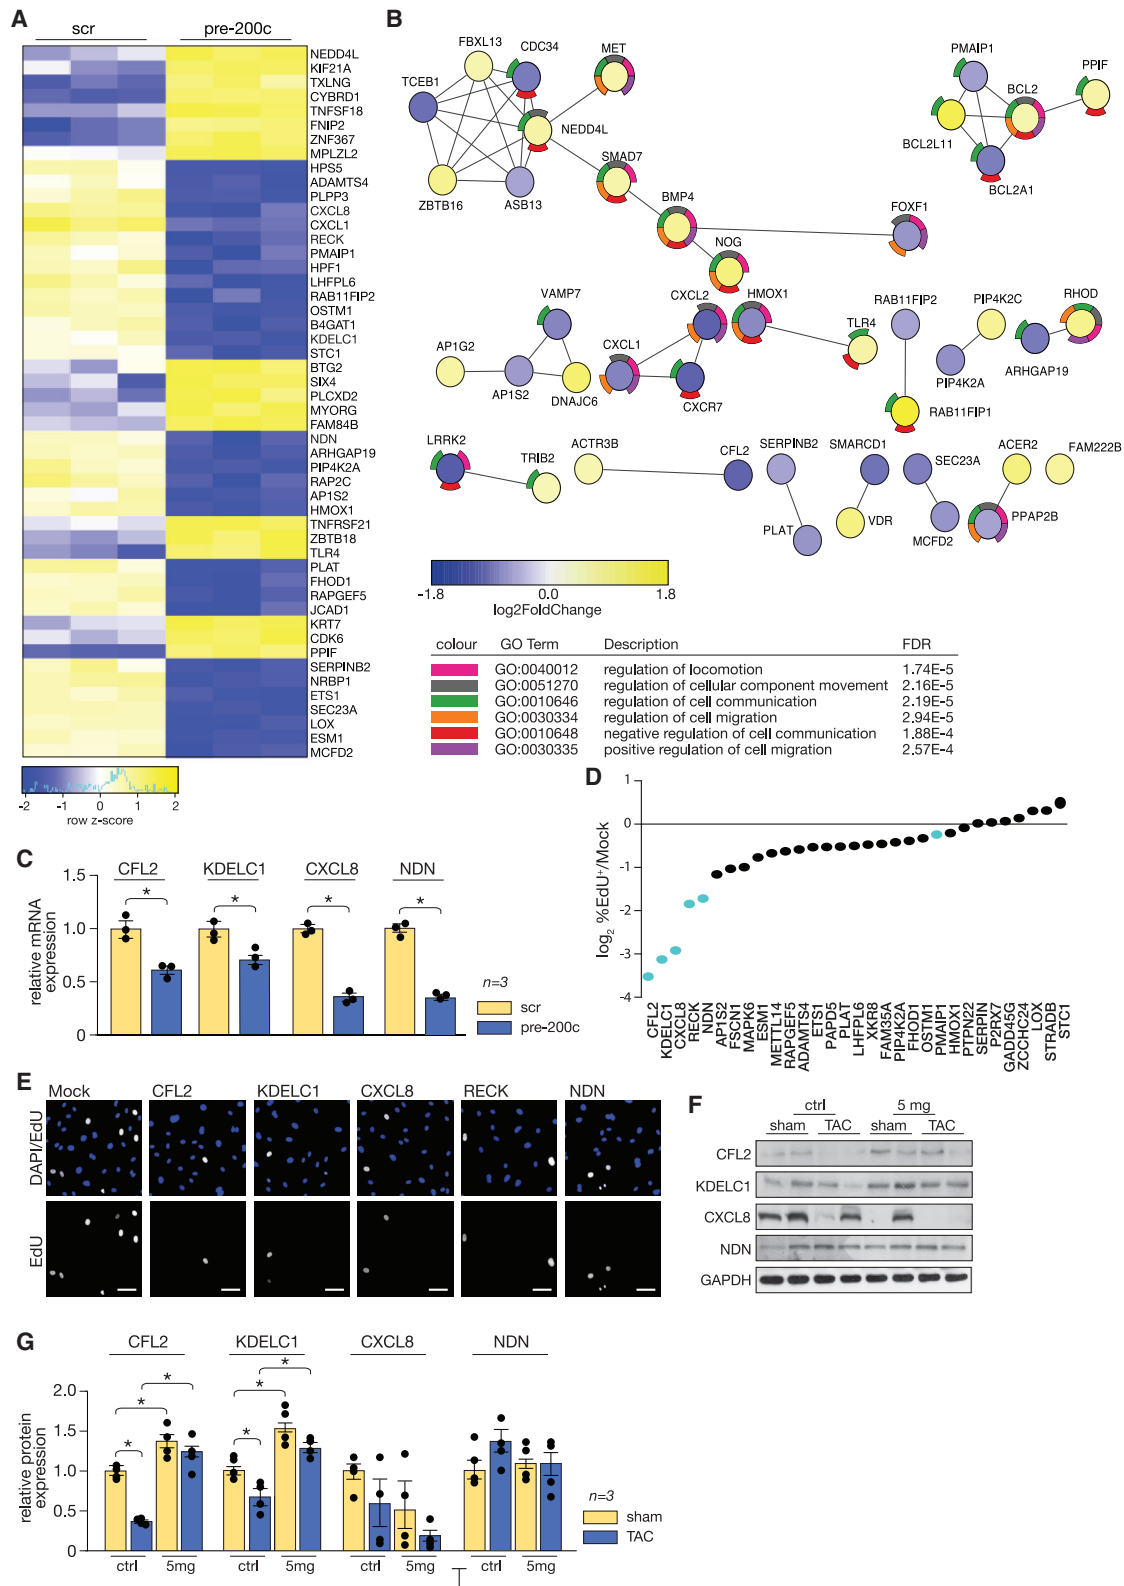 A
scr
pre-200c
NEDD4L
KIF21A
TXLNG
CYBRD1
TNFSF18
FNIP2
ZNF367
MPLZL2
HPS5
ADAMTS4
PLPP3
CXCL8
CXCL1
RECK
PMAIP1
HPF1
LHFPL6
RAB11FIP2
OSTM1
B4GAT1
KDELC1
STC1
BTG2
SIX4
PLCXD2
MYORG
FAM84B
NDN
ARHGAP19
PIP4K2A
RAP2C
AP1S2
HMOX1
TNFRSF21
ZBTB18
TLR4
PLAT
FHOD1
RAPGEF5
JCAD1
KRT7
CDK6
PPIF
SERPINB2
NRBP1
ETS1
SEC23A
LOX
ESM1
MCFD2
-2 -1 0 1 2
row z-score
B
FBXL13
CDC34
MET
TCEB1
NEDD4L
ZBTB16
ASB13
SMAD7
BMP4
NOG
FOXF1
PMAIP1
PPIF
BCL2
BCL2L11
BCL2A1
VAMP7
CXCL2
HMOX1
RAB11FIP2
PIP4K2C
RHOD
TLR4
AP1G2
CXCL1
AP1S2
DNAJC6
CXCR7
PIP4K2A
ARHGAP19
RAB11FIP1
LRRK2
TRIB2
ACTR3B
CFL2
SERPINB2
SMARCD1
SEC23A
ACER2
FAM222B
PLAT
VDR
MCFD2
PPAP2B
-1.8 0.0 1.8
log2FoldChange
colour GO Term Description FDR
GO:0040012 regulation of locomotion 1.74E-5
GO:0051270 regulation of cellular component movement 2.16E-5
GO:0010646 regulation of cell communication 2.19E-5
GO:0030334 regulation of cell migration 2.94E-5
GO:0010648 negative regulation of cell communication 1.88E-4
GO:0030335 positive regulation of cell migration 2.57E-4
C
CFL2 KDELC1 CXCL8 NDN
relative mRNA
expression
1.5
1.0
0.5
0
* * * *
n=3
scr
pre-200c
D
log2 %EdU+/Mock
1
0
-1
-2
-3
-4
CFL2
KDELC1
CXCL8
RECK
NDN
AP1S2
FSCN1
MAPK6
ESM1
METTL14
RAPGEF5
ADAMTS4
ETS1
PAPD5
PLAT
LHFPL6
XKR8
FAM35A
PIP4K2A
FHOD1
OSTM1
PMAIP1
HMOX1
PTPN22
SERPIN
P2RX7
GADD45G
ZCCHC24
LOX
STRADB
STC1
E
Mock CFL2 KDELC1 CXCL8 RECK NDN
DAPI/EdU
EdU
F
ctrl 5 mg
sham TAC sham TAC
CFL2
KDELC1
CXCL8
NDN
GAPDH
G
CFL2 KDELC1 CXCL8 NDN
relative protein
expression
2.0
1.5
1.0
0.5
0
* * *
* * *
n=3
sham
TAC
ctrl 5mg ctrl 5mg ctrl 5mg ctrl 5mg